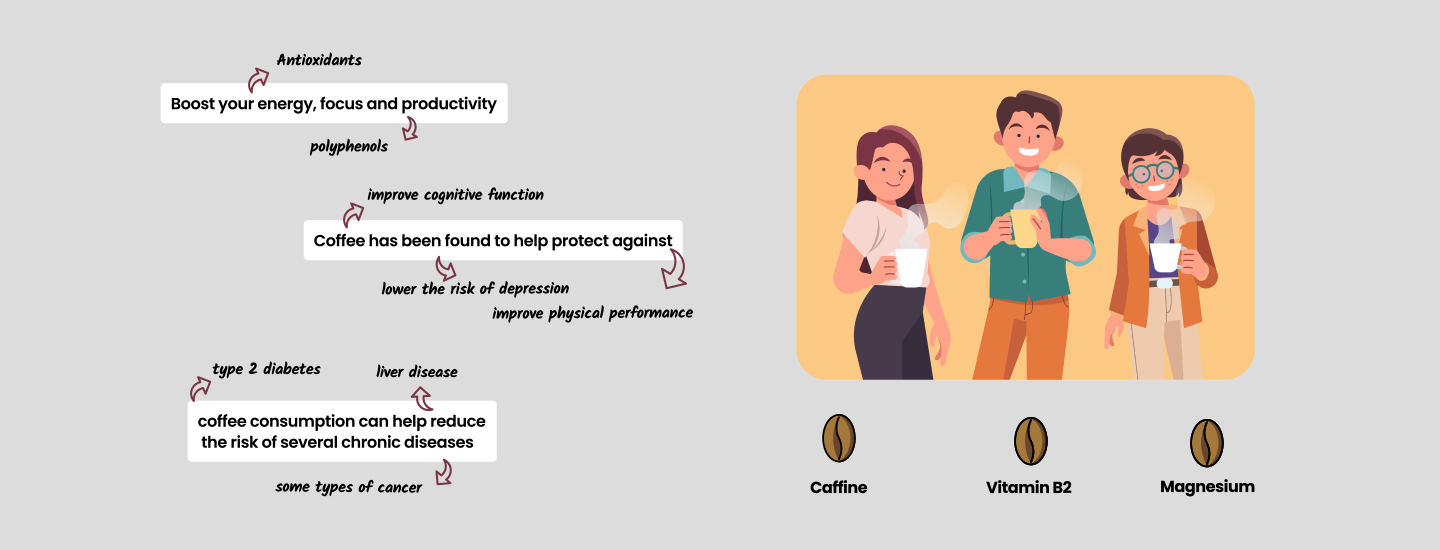 Antioxidants
Boost your energy, focus and productivity
polyphenols
improve cognitive function
Coffee has been found to help protect against
lower the risk of depression
improve physical performance
type 2 diabetes
liver disease
coffee consumption can help reduce
the risk of several chronic diseases
some types of cancer
Caffine
Vitamin B2
Magnesium